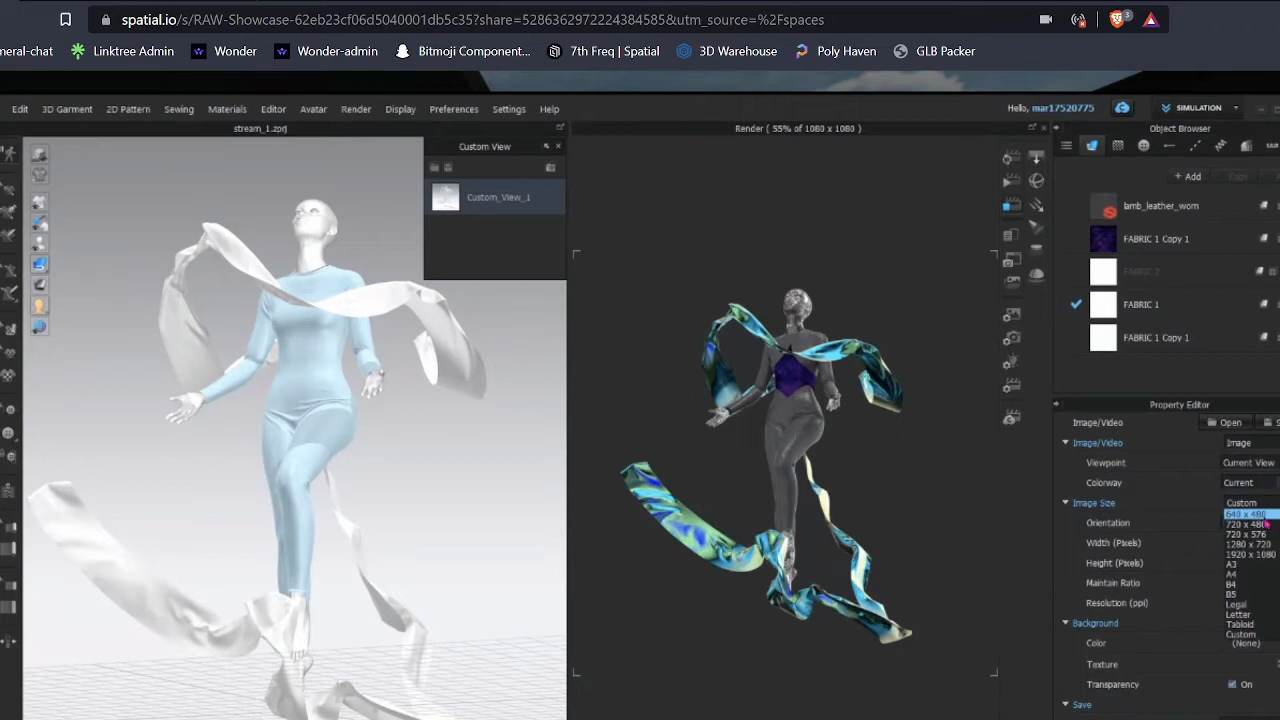 spatial.io/s/RAW-Showcase-62eb23cf06d5040001db5c35?share=5286362972224384585&utm_source=%2Fspaces
3
neral-chat Linktree Admin Wonder Wonder-admin Bitmoji Component... 7th Freq | Spatial 3D Warehouse Poly Haven GLB Packer
Edit 3D Garment 2D Pattern Sewing Materials Editor Avatar Render Display Preferences Settings Help Hello, mar17520775 SIMULATION
stream_1.zprj Render ( 55% of 1080 x 1080 ) Object Browser
Custom View
+ Add Copy
Custom_View_1
lamb_leather_worn
FABRIC 1 Copy 1
FABRIC 2
FABRIC 1
FABRIC 1 Copy 1
Property Editor
Image/Video Open S
Image/Video Image
Viewpoint Current View
Colorway Current
Image Size Custom
640 x 480
Orientation 720 x 480
720 x 576
Width (Pixels) 1280 x 720
1920 x 1080
Height (Pixels) A3
A4
Maintain Ratio B4
B5
Resolution (ppi) Legal
Letter
Background Tabloid
Custom
Color (None)
Texture
Transparency On
Save